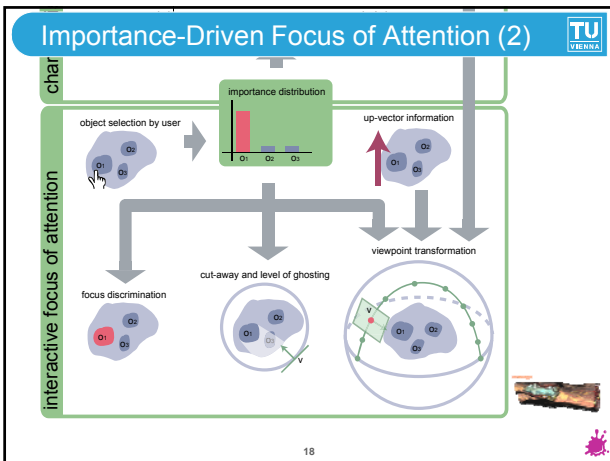 Importance-Driven Focus of Attention (2)
TU
VIENNA
char
importance distribution
O1 O2 O3
object selection by user
O1
O2
O3
up-vector information
O1
O2
O3
interactive focus of attention
focus discrimination
O1
O2
O3
cut-away and level of ghosting
O1
O2
O3
v
viewpoint transformation
v
O1
O2
O3
18